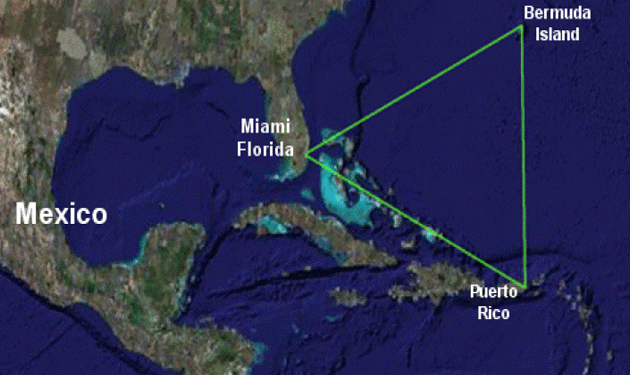 Bermuda
Island
Miami
Florida
Mexico
Puerto
Rico